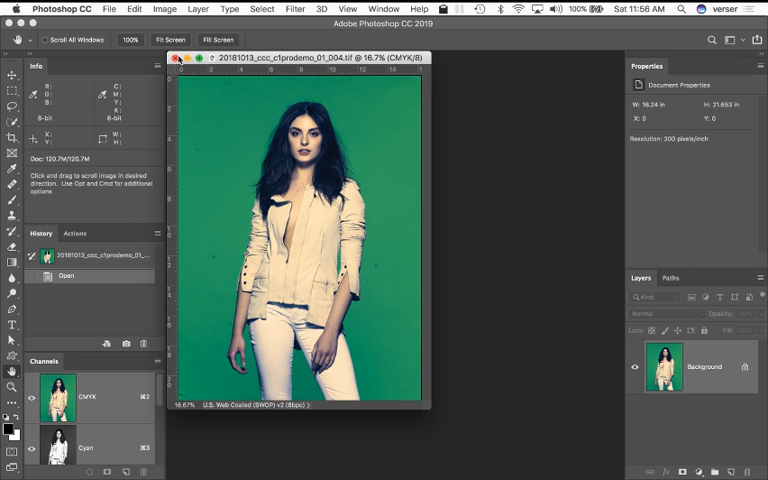 Photoshop CC File Edit Image Layer Type Select Filter 3D View Window Help 100% Sat 11:56 AM verser
Adobe Photoshop CC 2019
Scroll All Windows 100% Fit Screen Fill Screen
Info
R:
G:
B:
8-bit
C:
M:
Y:
K:
8-bit
X:
Y:
W:
H:
Doc: 120.7M/120.7M
Click and drag to scroll image in desired
direction. Use Opt and Cmd for additional
options
History Actions
20181013_ccc_c1prodemo_01_...
Open
Channels
CMYK ⌘2
Cyan ⌘3
20181013_ccc_c1prodemo_01_004.tif @ 16.7% (CMYK/8)
16.67% U.S. Web Coated (SWOP) v2 (8bpc)
Properties
Document Properties
W: 16.24 in H: 21.653 in
X: 0 Y: 0
Resolution: 300 pixels/inch
Layers Paths
Kind
Normal Opacity: 100%
Lock: Fill: 100%
Background